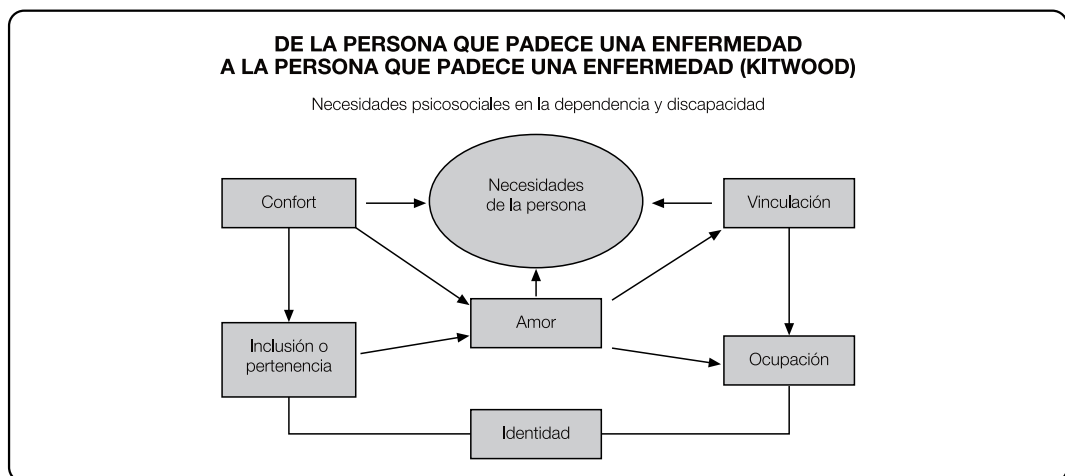 DE LA PERSONA QUE PADECE UNA ENFERMEDAD
A LA PERSONA QUE PADECE UNA ENFERMEDAD (KITWOOD)
Necesidades psicosociales en la dependencia y discapacidad
Confort
Necesidades
de la persona
Vinculación
Inclusión o
pertenencia
Amor
Ocupación
Identidad